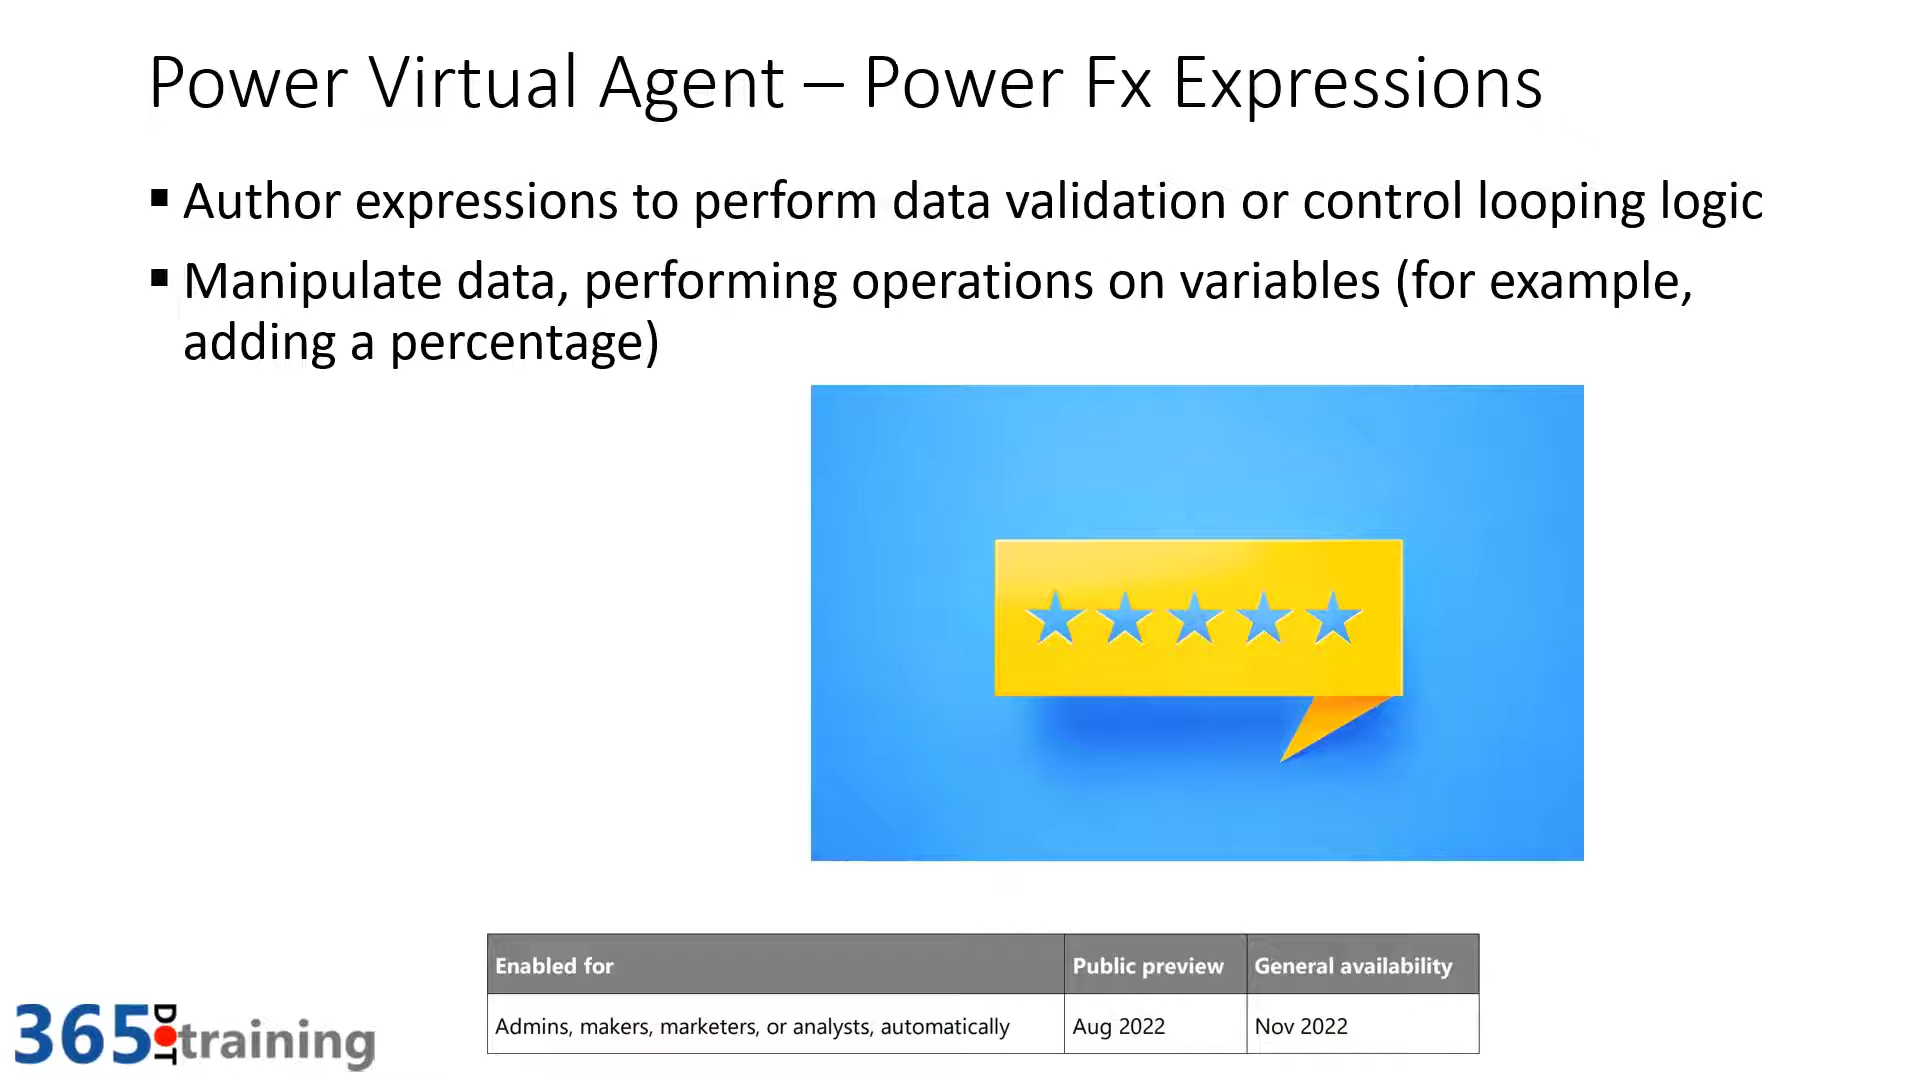 Power Virtual Agent – Power Fx Expressions
▪ Author expressions to perform data validation or control looping logic
▪ Manipulate data, performing operations on variables (for example,
adding a percentage)
Enabled for Public preview General availability
Admins, makers, marketers, or analysts, automatically Aug 2022 Nov 2022
365 DOT training